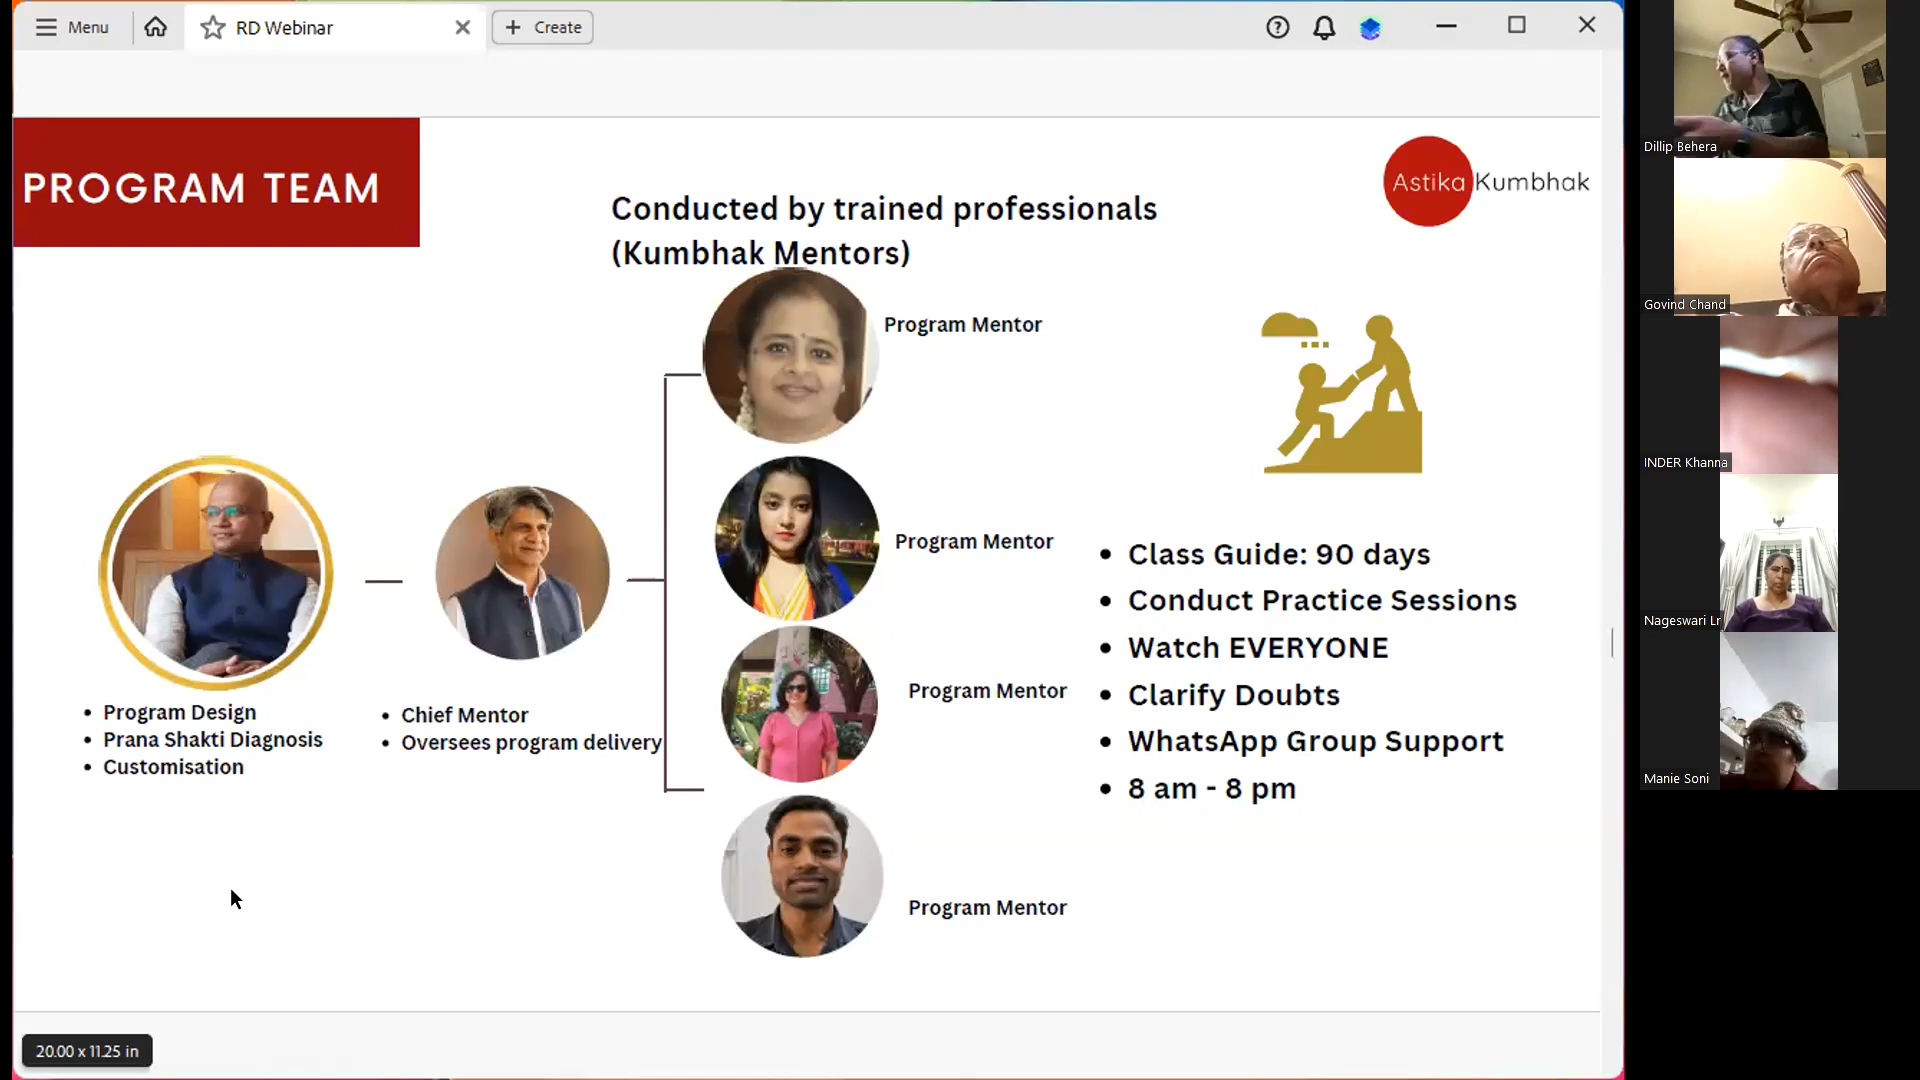 Menu
RD Webinar
Create
PROGRAM TEAM
Astika Kumbhak
Conducted by trained professionals
(Kumbhak Mentors)
Program Mentor
Program Mentor
Program Mentor
Program Mentor
Program Design
Prana Shakti Diagnosis
Customisation
Chief Mentor
Oversees program delivery
Class Guide: 90 days
Conduct Practice Sessions
Watch EVERYONE
Clarify Doubts
WhatsApp Group Support
8 am - 8 pm
20.00 x 11.25 in
Dillip Behera
Govind Chand
INDER Khanna
Nageswari Lr
Manie Soni